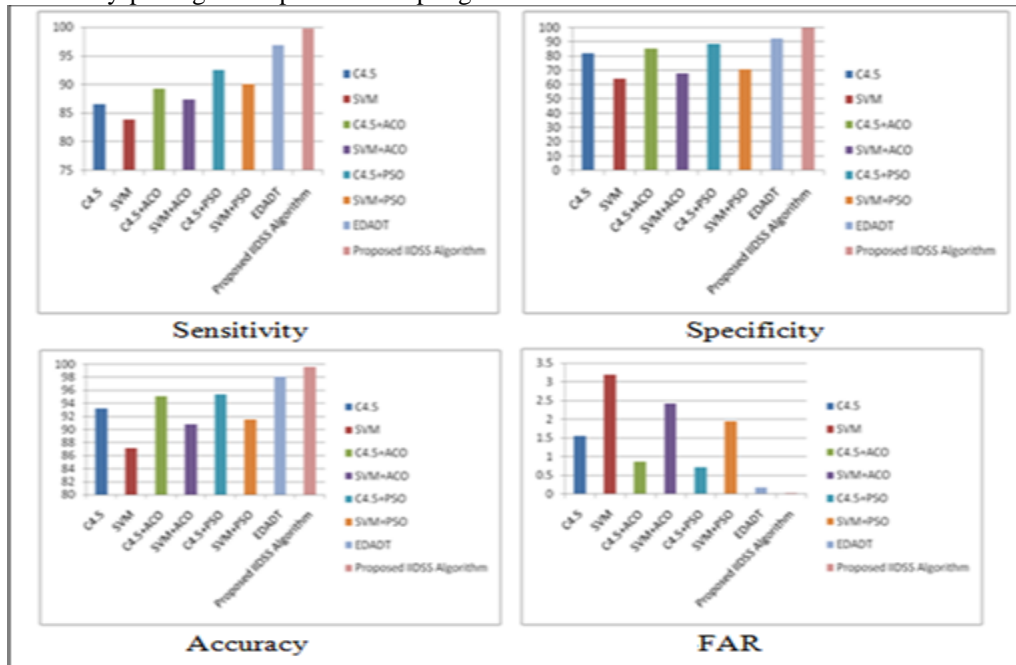 100
95
90
85
80
75
C4.5
SVM
C4.5+ACO
SVM+ACO
C4.5+PSO
SVM+PSO
EDADT
Proposed IIDSS Algorithm
C4.5
SVM
C4.5+ACO
SVM+ACO
C4.5+PSO
SVM+PSO
EDADT
Proposed IIDSS Algorithm
Sensitivity
100
90
80
70
60
50
40
30
20
10
0
C4.5
SVM
C4.5+ACO
SVM+ACO
C4.5+PSO
SVM+PSO
EDADT
Proposed IIDSS Algorithm
C4.5
SVM
C4.5+ACO
SVM+ACO
C4.5+PSO
SVM+PSO
EDADT
Proposed IIDSS Algorithm
Specificity
100
98
96
94
92
90
88
86
84
82
80
C4.5
SVM
C4.5+ACO
SVM+ACO
C4.5+PSO
SVM+PSO
EDADT
Proposed IIDSS Algorithm
C4.5
SVM
C4.5+ACO
SVM+ACO
C4.5+PSO
SVM+PSO
EDADT
Proposed IIDSS Algorithm
Accuracy
3.5
3
2.5
2
1.5
1
0.5
0
C4.5
SVM
C4.5+ACO
SVM+ACO
C4.5+PSO
SVM+PSO
EDADT
Proposed IIDSS Algorithm
C4.5
SVM
C4.5+ACO
SVM+ACO
C4.5+PSO
SVM+PSO
EDADT
Proposed IIDSS Algorithm
FAR